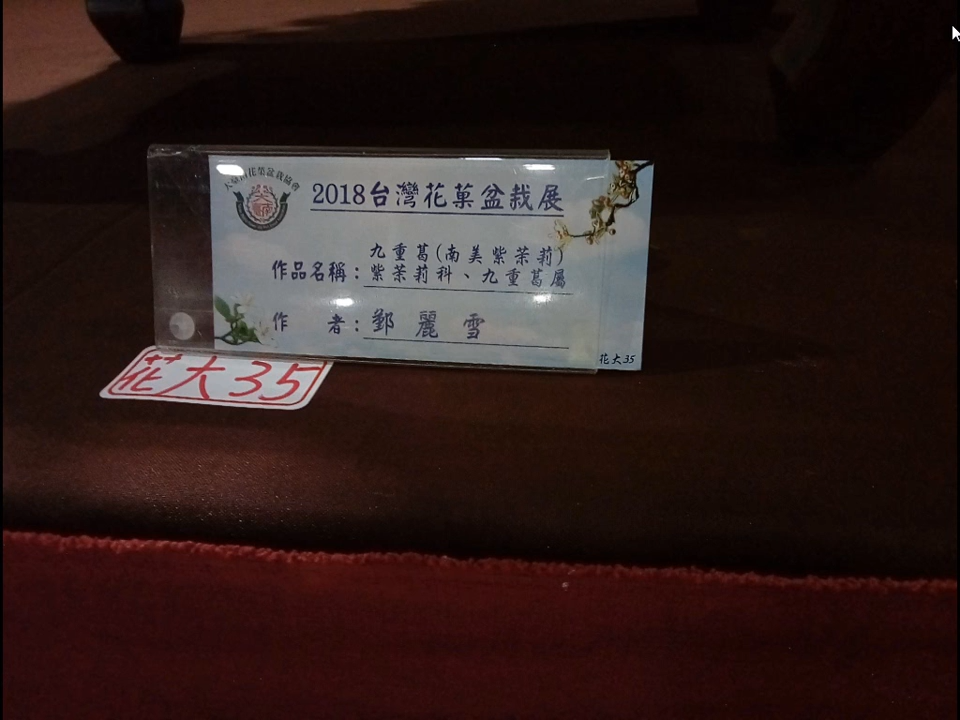 2018台灣花菓盆栽展
九重葛(南美紫茉莉)
作品名稱：紫茉莉科、九重葛屬
作　者：鄭麗雪
花大35
花大35